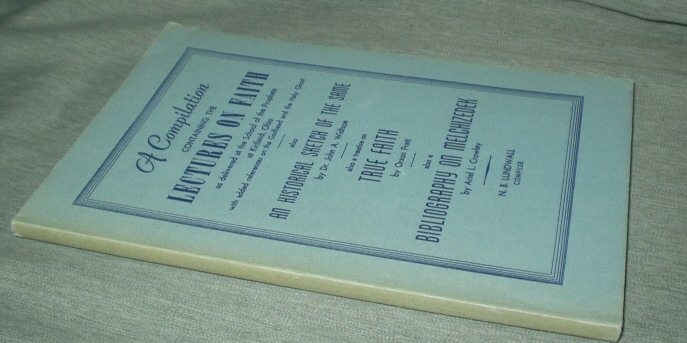 A Compilation
CONTAINING THE
LECTURES ON FAITH
as delivered at the School of the Prophets
at Kirtland, Ohio
with added references on the Godhead and the Holy Ghost
also
AN HISTORICAL SKETCH OF THE SAME
by Dr. John A. Widtsoe
also a treatise on
TRUE FAITH
by Orson Pratt
also a
BIBLIOGRAPHY ON MELCHIZEDEK
by Ariel L. Crowley
N. B. LUNDWALL
COMPILER